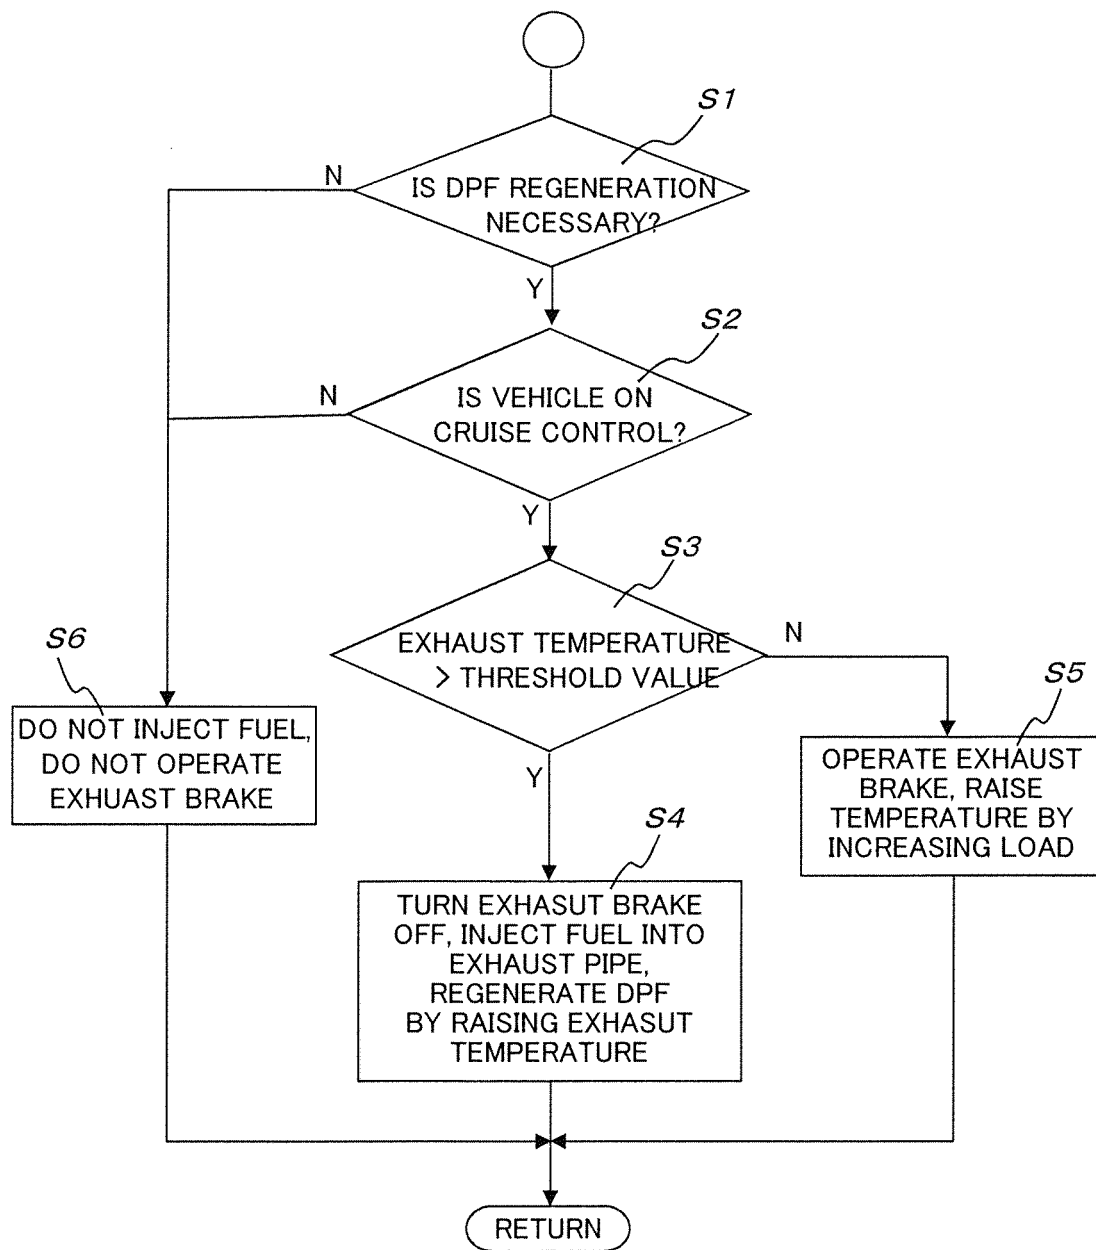 S1
N
IS DPF REGENERATION
NECESSARY?
Y
S2
N
IS VEHICLE ON
CRUISE CONTROL?
Y
S3
EXHAUST TEMPERATURE
> THRESHOLD VALUE
N
Y
S6
DO NOT INJECT FUEL,
DO NOT OPERATE
EXHUAST BRAKE
S5
OPERATE EXHAUST
BRAKE, RAISE
TEMPERATURE BY
INCREASING LOAD
S4
TURN EXHASUT BRAKE
OFF, INJECT FUEL INTO
EXHAUST PIPE,
REGENERATE DPF
BY RAISING EXHASUT
TEMPERATURE
RETURN